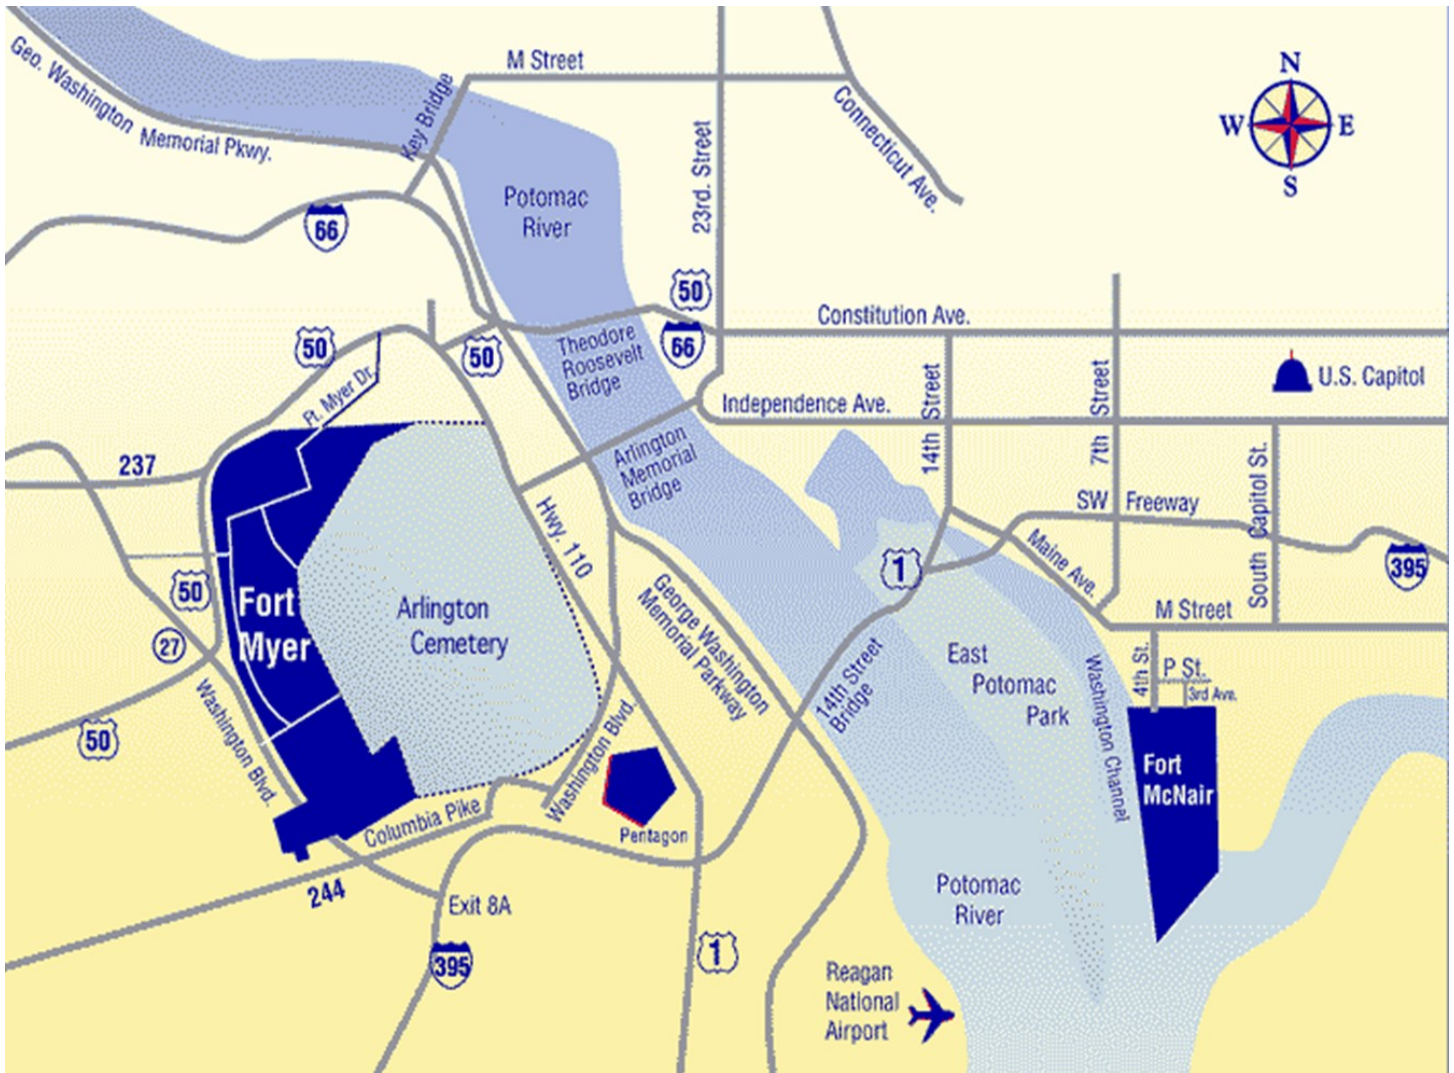 Geo. Washington
Memorial Pkwy.
Key Bridge
M Street
23rd. Street
Connecticut Ave.
N
W
E
S
Potomac
River
66
50
50
50
66
Theodore
Roosevelt
Bridge
Constitution Ave.
U.S. Capitol
Independence Ave.
14th Street
7th Street
Ft. Myer Dr.
237
Arlington
Memorial
Bridge
SW Freeway
South Capitol St.
395
Hwy. 110
1
Maine Ave.
M Street
50
27
Fort
Myer
Arlington
Cemetery
George Washington
Memorial Parkway
14th Street
Bridge
East
Potomac
Park
Washington Channel
4th St.
P St.
3rd Ave.
50
Washington Blvd.
Washington Blvd.
Fort
McNair
Columbia Pike
Pentagon
244
Exit 8A
395
1
Potomac
River
Reagan
National
Airport